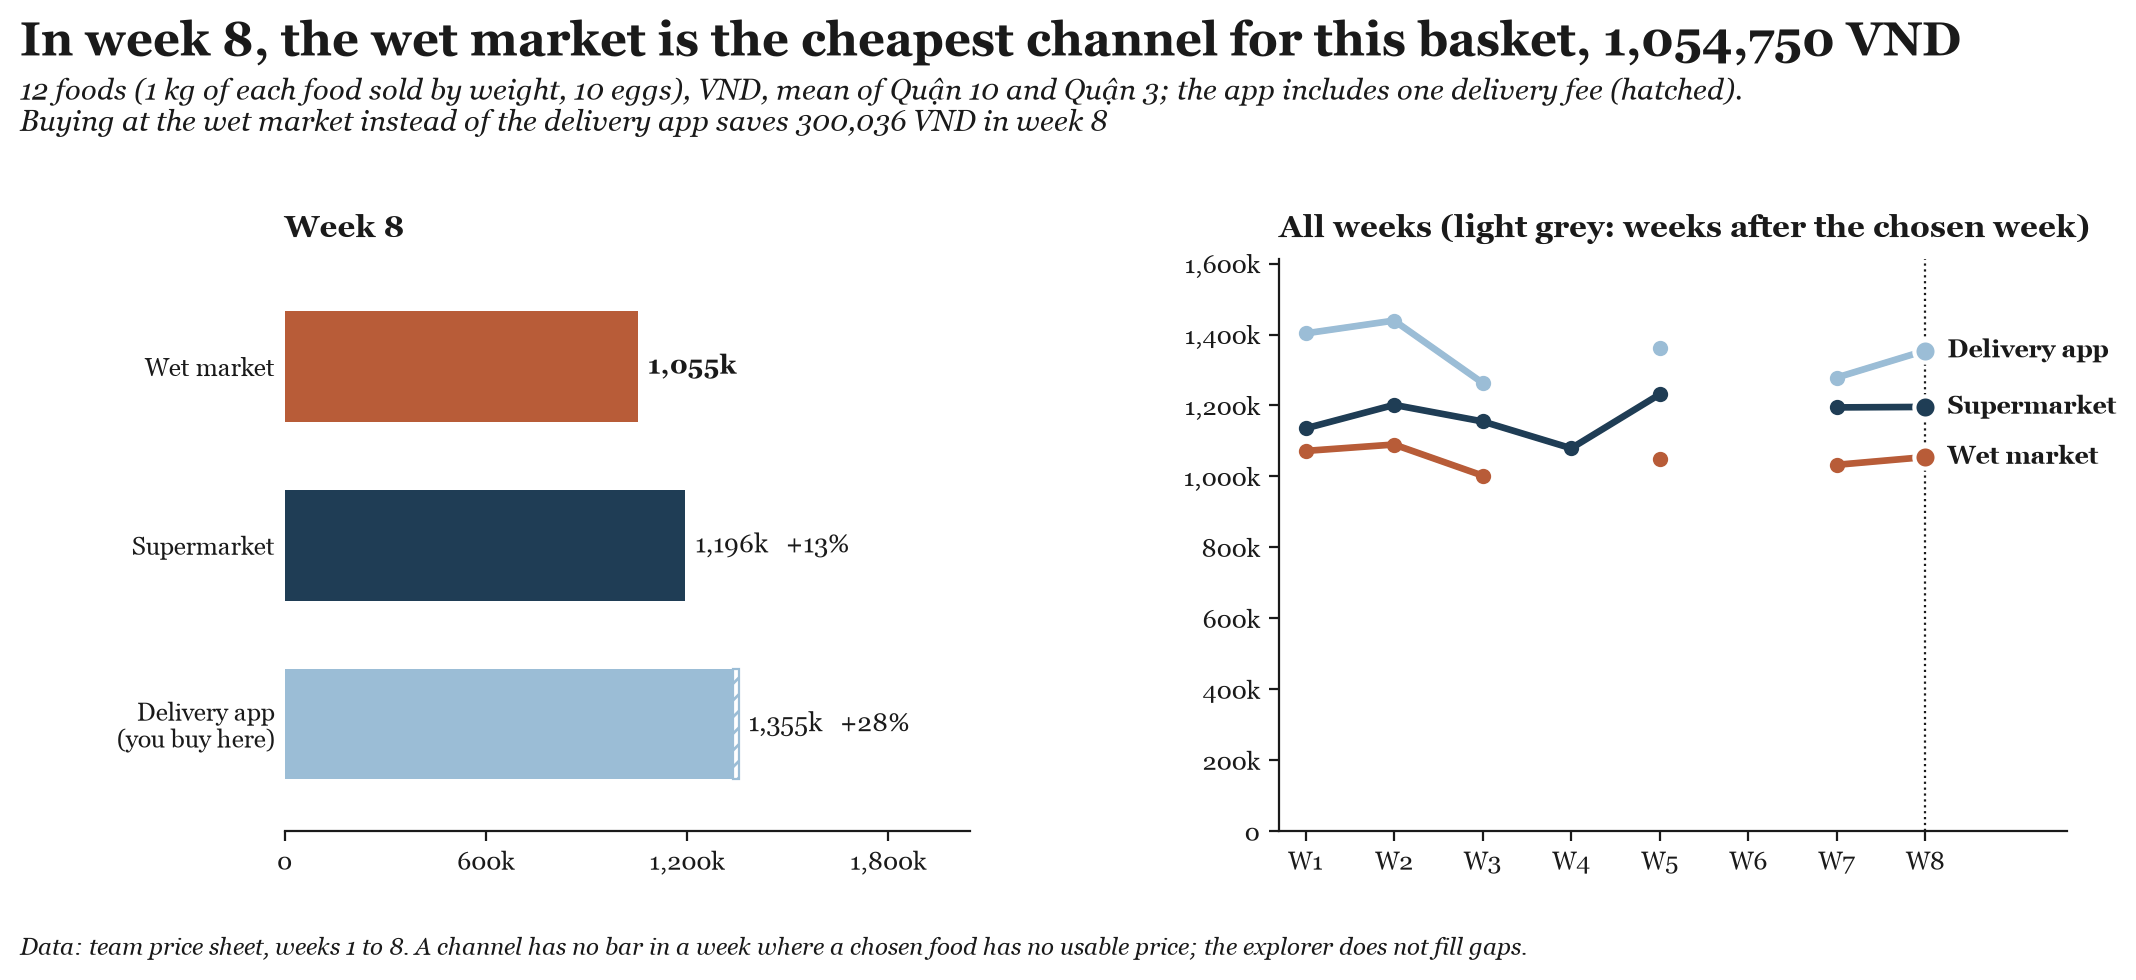 In week 8, the wet market is the cheapest channel for this basket, 1,054,750 VND
12 foods (1 kg of each food sold by weight, 10 eggs), VND, mean of Quận 10 and Quận 3; the app includes one delivery fee (hatched).
Buying at the wet market instead of the delivery app saves 300,036 VND in week 8
Week 8
Wet market
1,055k
Supermarket
1,196k +13%
Delivery app
(you buy here)
1,355k +28%
0 600k 1,200k 1,800k
All weeks (light grey: weeks after the chosen week)
1,600k
1,400k
1,200k
1,000k
800k
600k
400k
200k
0
Delivery app
Supermarket
Wet market
W1 W2 W3 W4 W5 W6 W7 W8
Data: team price sheet, weeks 1 to 8. A channel has no bar in a week where a chosen food has no usable price; the explorer does not fill gaps.